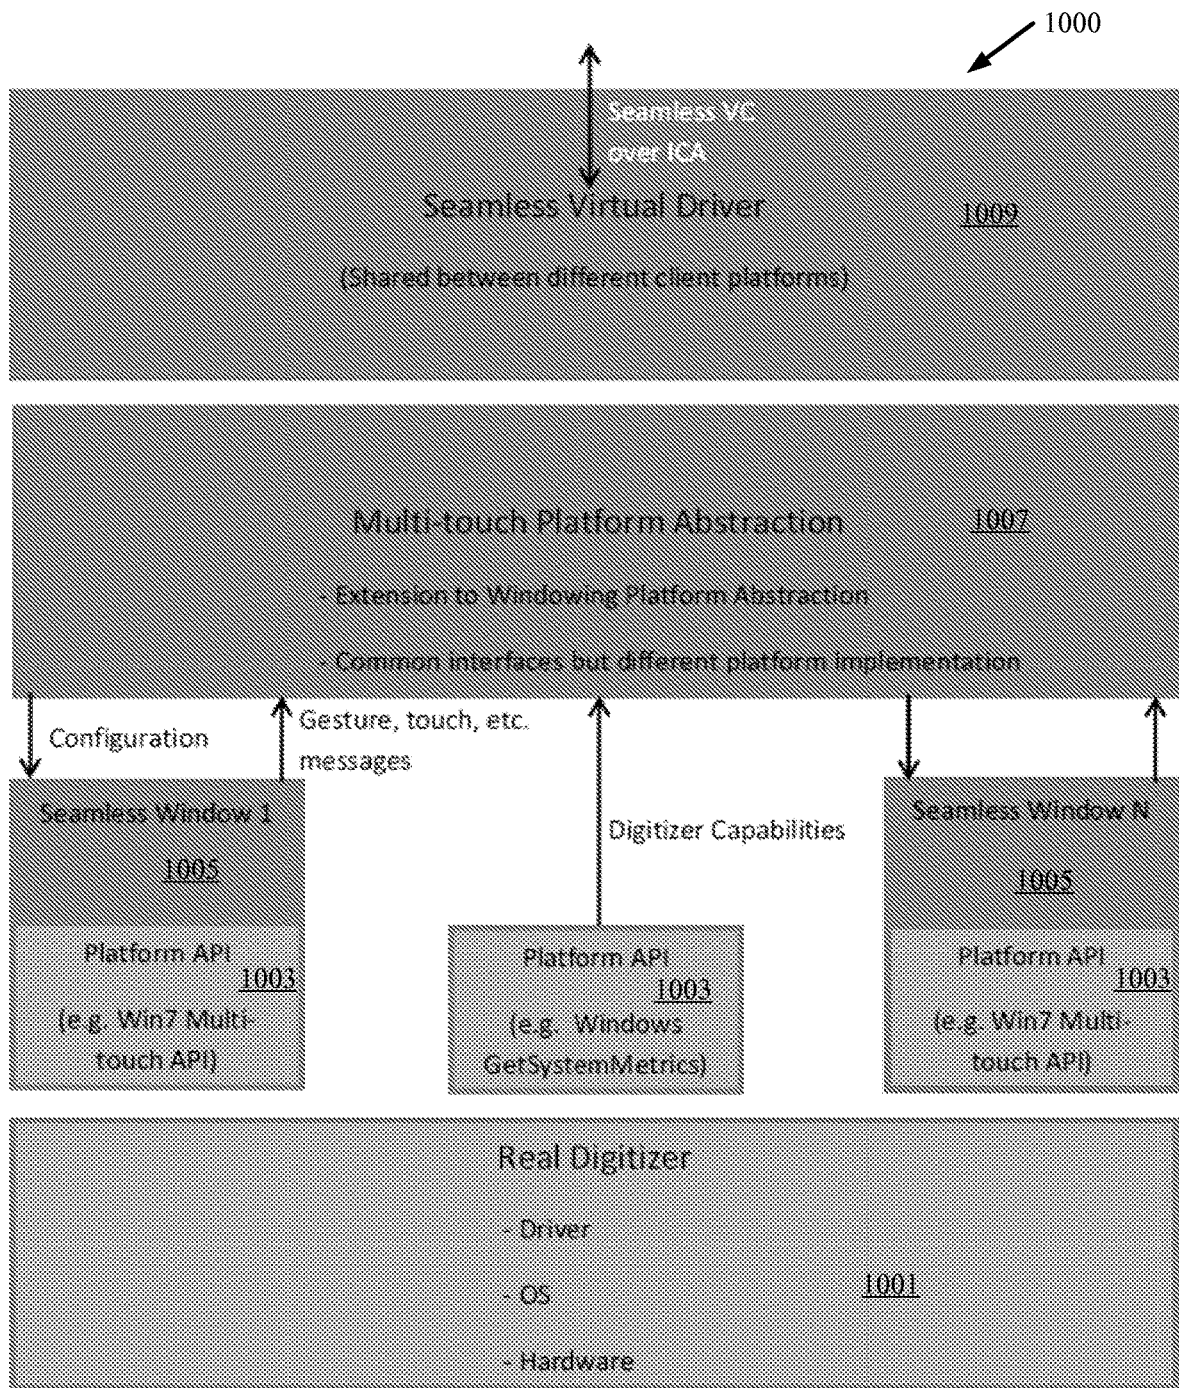 1000
Seamless VC
over ICA
Seamless Virtual Driver
1009
(Shared between different client platforms)
Multi-touch Platform Abstraction
1007
- Extension to Windowing Platform Abstraction
- Common interfaces but different platform implementation
Configuration
Gesture, touch, etc.
messages
Digitizer Capabilities
Seamless Window 1
1005
Platform API
1003
(e.g. Win7 Multi-
touch API)
Platform API
1003
(e.g. Windows
GetSystemMetrics)
Seamless Window N
1005
Platform API
1003
(e.g. Win7 Multi-
touch API)
Real Digitizer
- Driver
- OS
1001
- Hardware